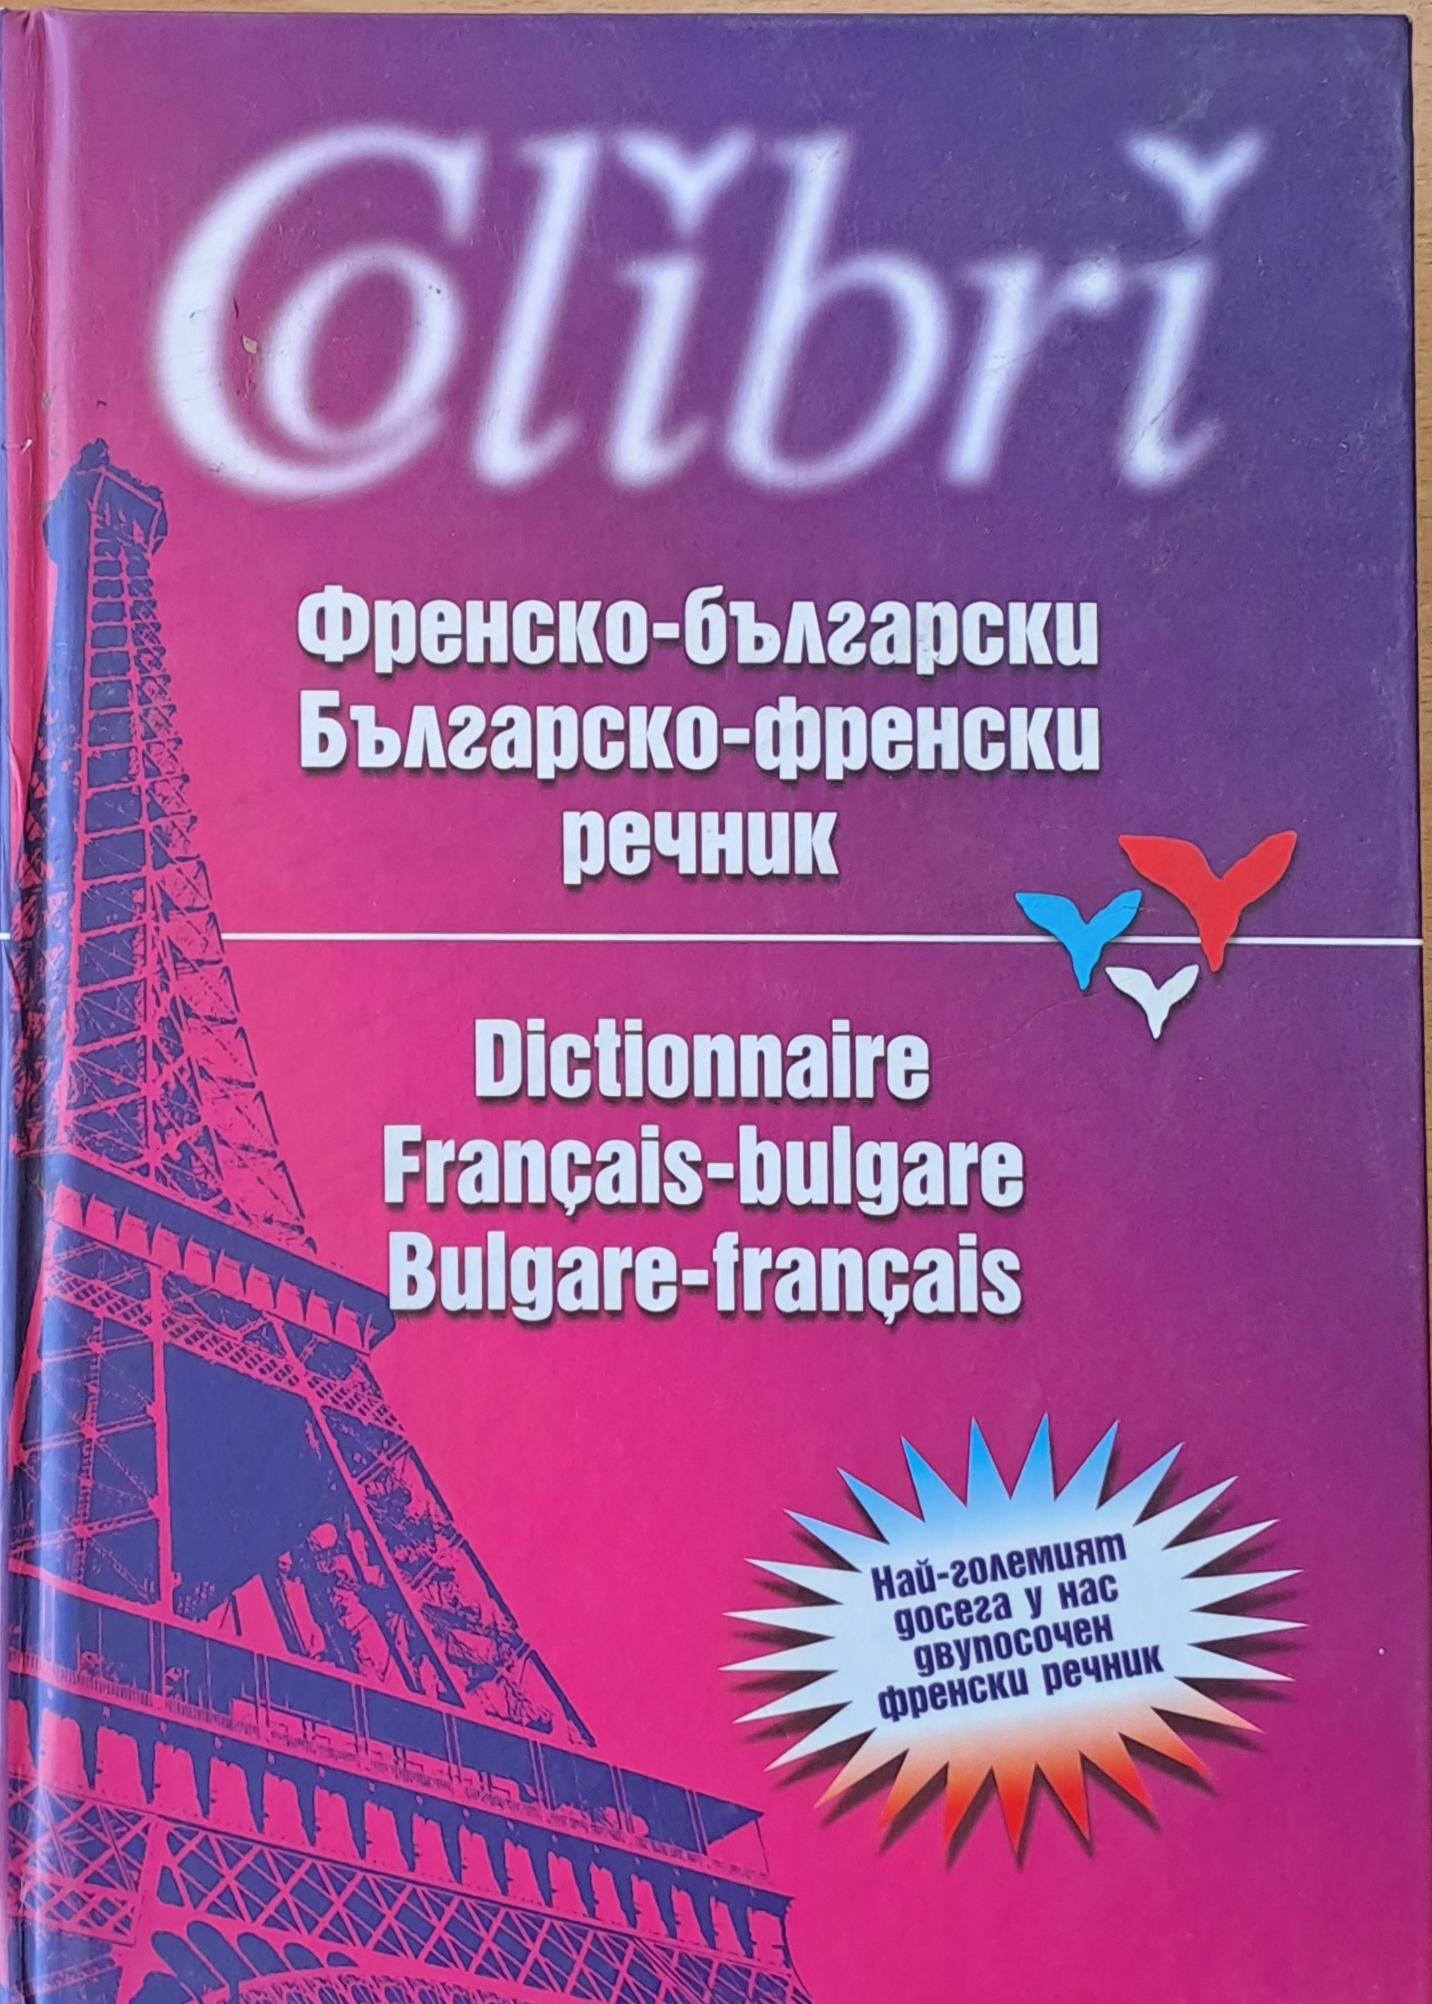 Colibri
Френско-български
Българско-френски
речник
Dictionnaire
Français-bulgare
Bulgare-français
Най-големият
досега у нас
двупосочен
френски речник